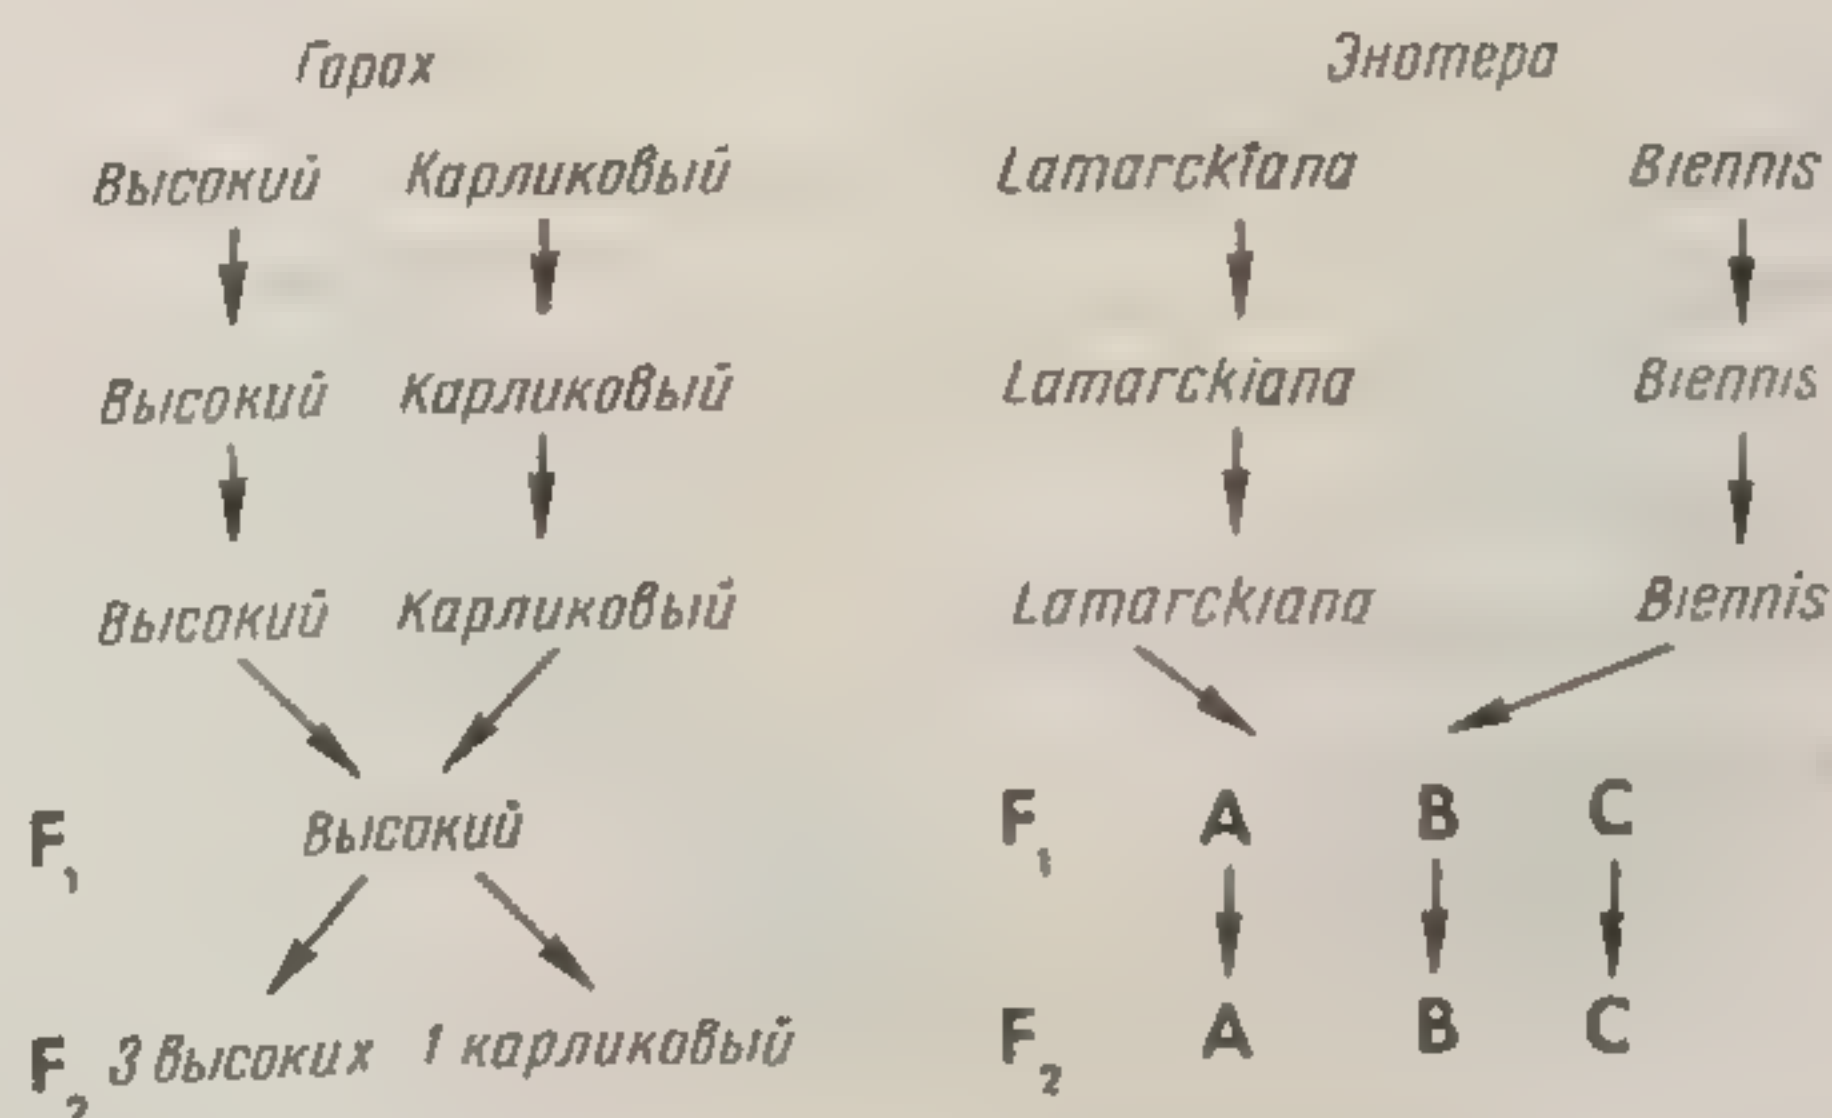 Горох Энотера
Высокий Карликовый Lamarckiana Biennis
Высокий Карликовый Lamarckiana Biennis
Высокий Карликовый Lamarckiana Biennis
F1 Высокий F1 A B C
F2 3 высоких 1 карликовый F2 A B C